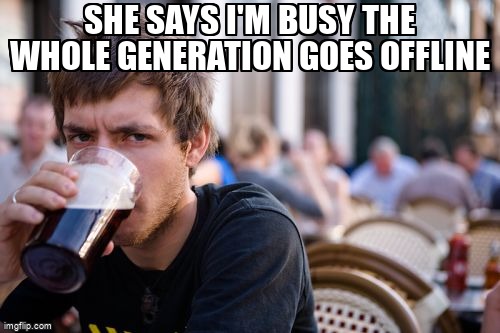 SHE SAYS I'M BUSY THE
WHOLE GENERATION GOES OFFLINE
imgflip.com